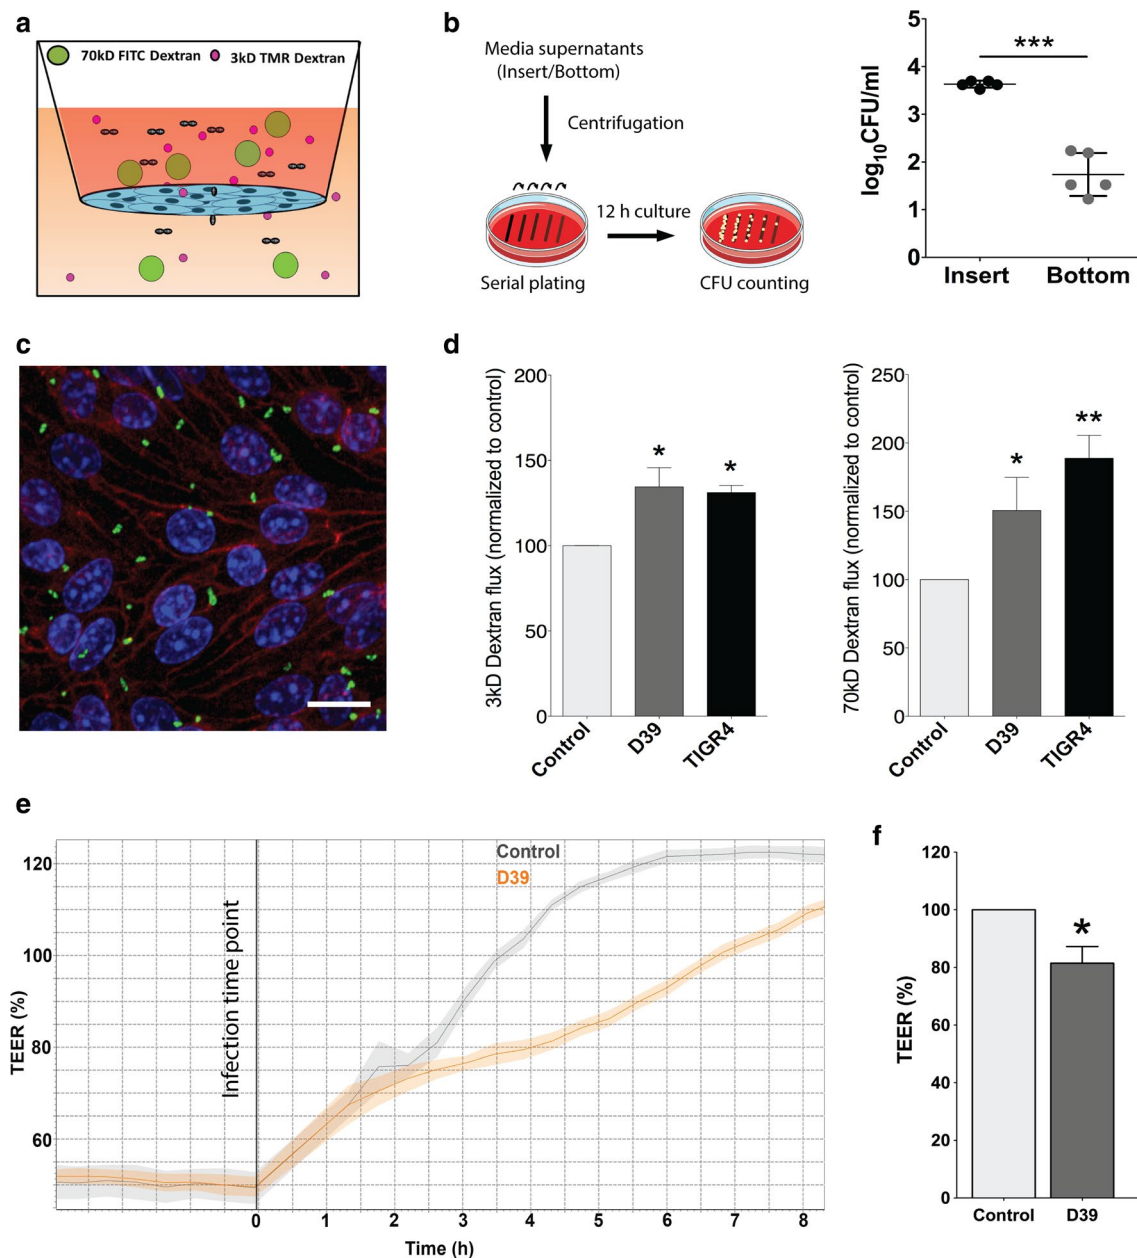 a
70kD FITC Dextran
3kD TMR Dextran
b
Media supernatants
(Insert/Bottom)
Centrifugation
12 h culture
Serial plating
CFU counting
log10CFU/ml
5
4
3
2
1
0
***
Insert
Bottom
c
d
3kD Dextran flux (normalized to control)
200
150
100
50
0
*
*
Control
D39
TIGR4
70kD Dextran flux (normalized to control)
250
200
150
100
50
0
*
**
Control
D39
TIGR4
e
TEER (%)
120
100
80
60
Infection time point
Control
D39
0
1
2
3
4
5
6
7
8
Time (h)
f
TEER (%)
120
100
80
60
40
20
0
*
Control
D39